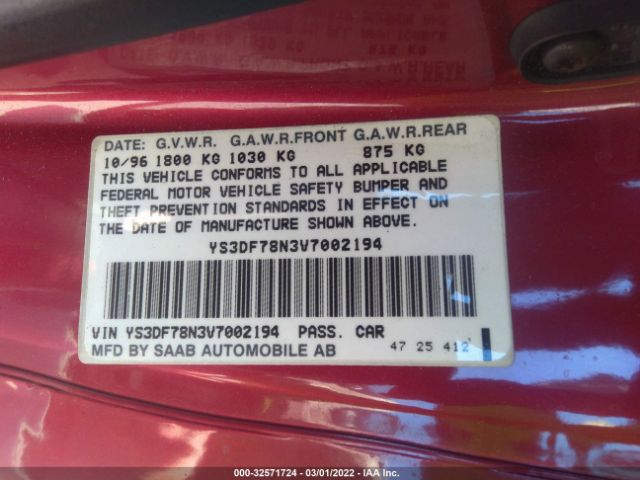 DATE: G.V.W.R. G.A.W.R.FRONT G.A.W.R.REAR
10/96 1800 KG 1030 KG 875 KG
THIS VEHICLE CONFORMS TO ALL APPLICABLE
FEDERAL MOTOR VEHICLE SAFETY BUMPER AND
THEFT PREVENTION STANDARDS IN EFFECT ON
THE DATE OF MANUFACTURE SHOWN ABOVE.
YS3DF78N3V7002194
VIN YS3DF78N3V7002194 PASS. CAR
MFD BY SAAB AUTOMOBILE AB 47 25 412
000-32571724 - 03/01/2022 - IAA Inc.